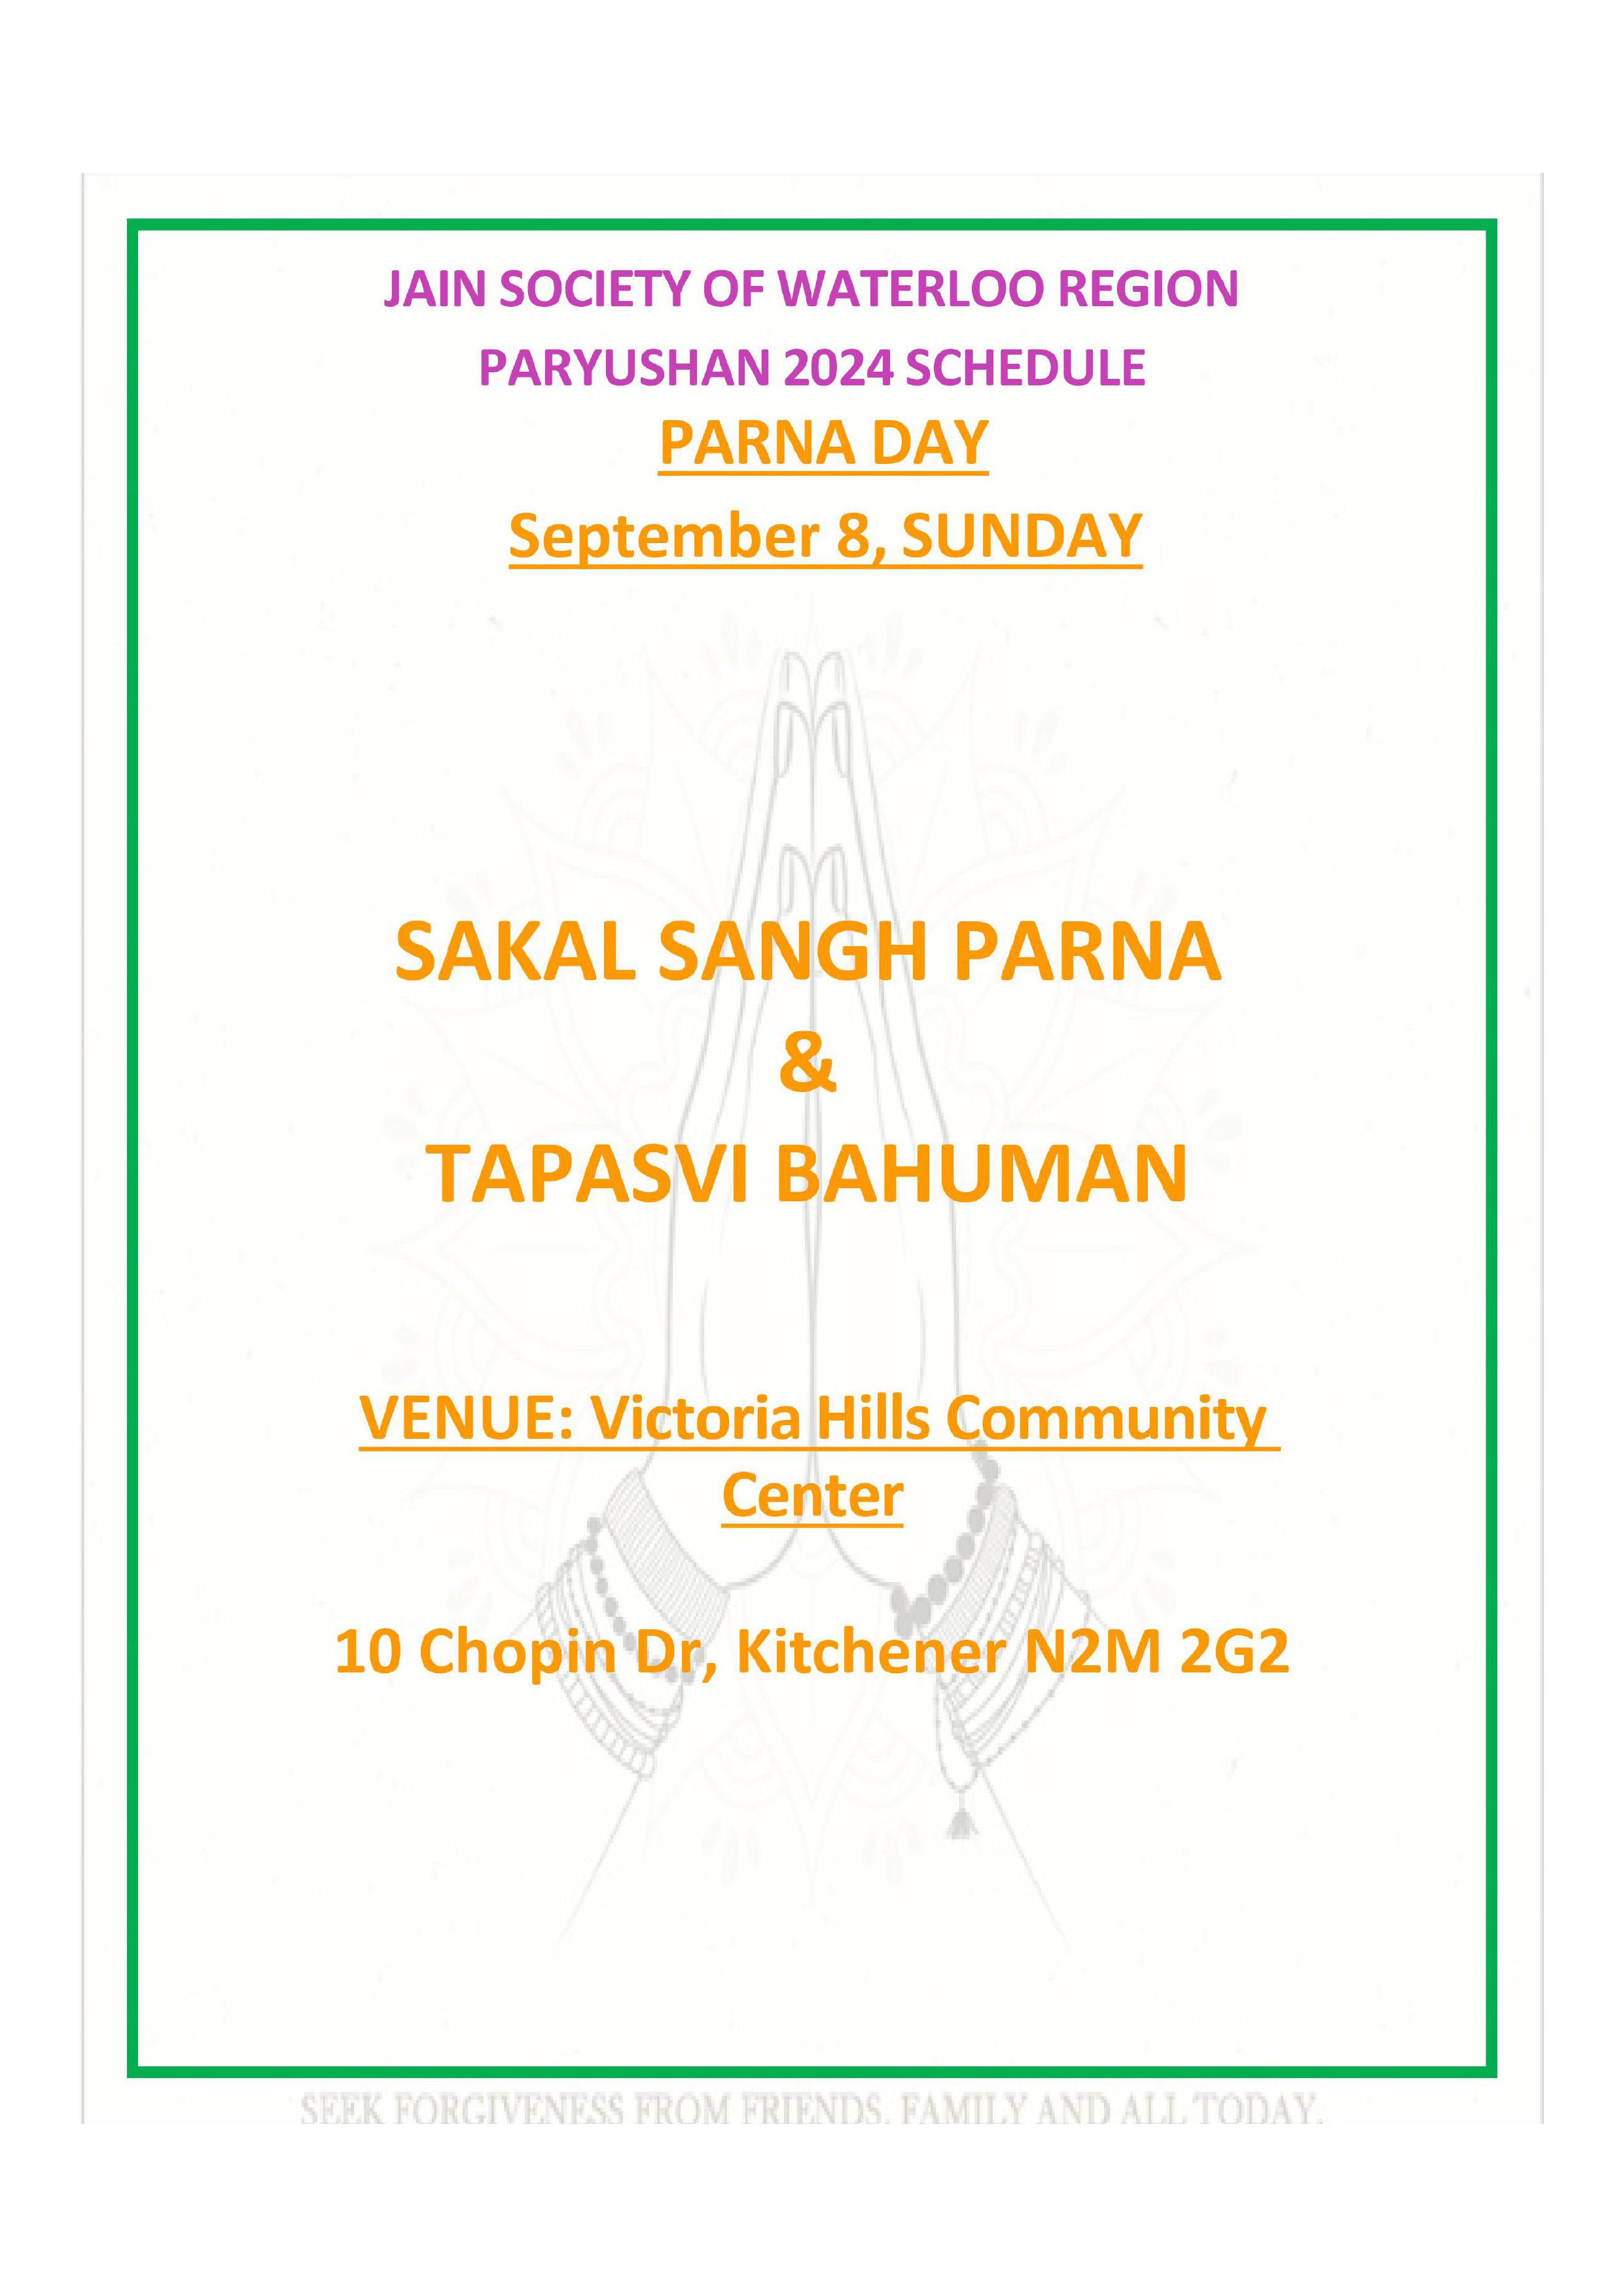 JAIN SOCIETY OF WATERLOO REGION
PARYUSHAN 2024 SCHEDULE
PARNA DAY
September 8, SUNDAY
SAKAL SANGH PARNA
&
TAPASVI BAHUMAN
VENUE: Victoria Hills Community
Center
10 Chopin Dr, Kitchener N2M 2G2
SEEK FORGIVENESS FROM FRIENDS, FAMILY AND ALL TODAY.